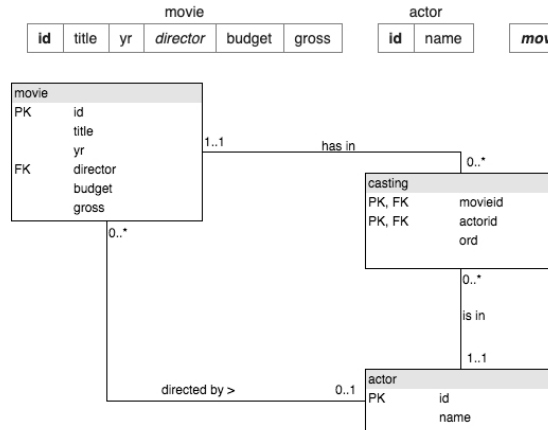 movie actor
id title yr director budget gross id name mov
movie
PK id
title
yr
FK director
budget
gross
1..1 has in 0..*
casting
PK, FK movieid
PK, FK actorid
ord
0..*
0..*
is in
1..1
directed by > 0..1
actor
PK id
name